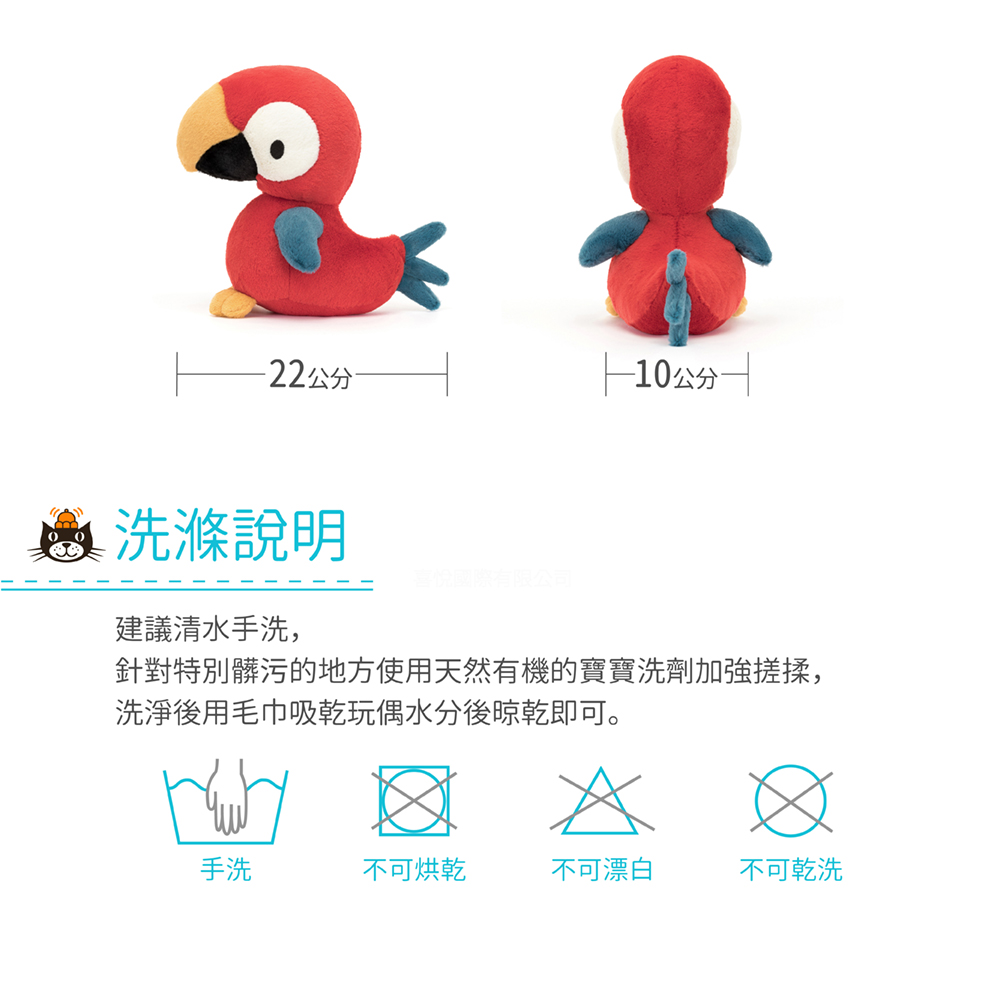 22公分
10公分
洗滌說明
建議清水手洗，
針對特別髒污的地方使用天然有機的寶寶洗劑加強搓揉，
洗淨後用毛巾吸乾玩偶水分後晾乾即可。
手洗
不可烘乾
不可漂白
不可乾洗